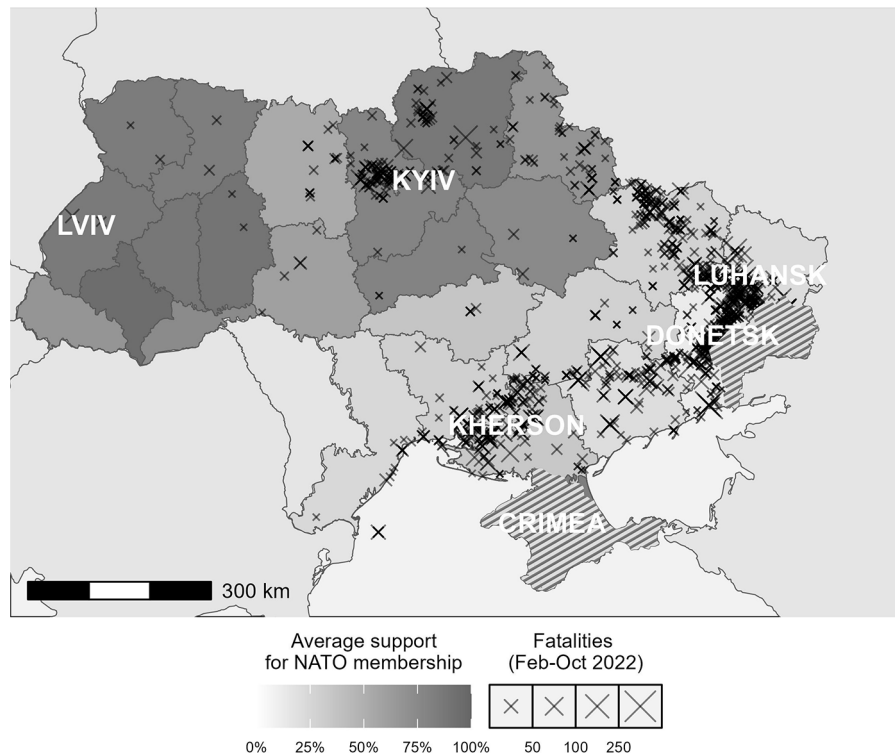 KYIV
LVIV
LUHANSK
DONETSK
KHERSON
CRIMEA
300 km
Average support
for NATO membership
Fatalities
(Feb-Oct 2022)
0% 25% 50% 75% 100%
50 100 250